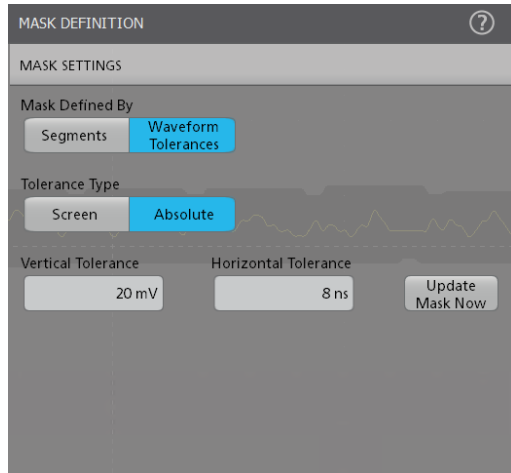 MASK DEFINITION
?
MASK SETTINGS
Mask Defined By
Segments
Waveform
Tolerances
Tolerance Type
Screen
Absolute
Vertical Tolerance
Horizontal Tolerance
20 mV
8 ns
Update
Mask Now